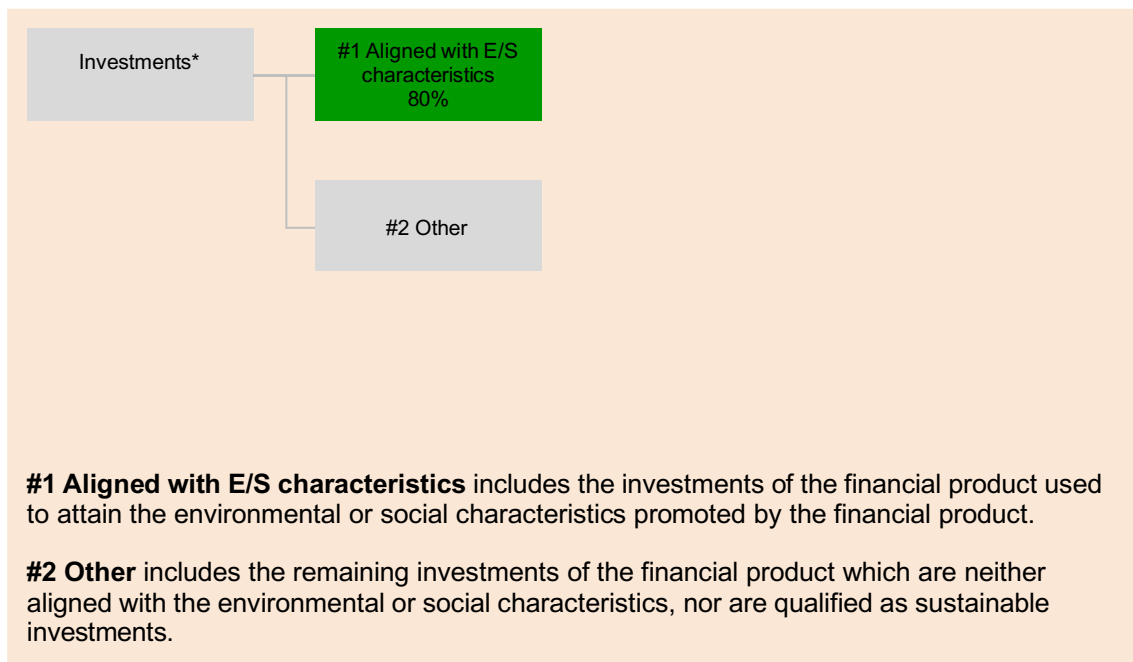 Investments*
#1 Aligned with E/S
characteristics
80%
#2 Other
#1 Aligned with E/S characteristics includes the investments of the financial product used
to attain the environmental or social characteristics promoted by the financial product.
#2 Other includes the remaining investments of the financial product which are neither
aligned with the environmental or social characteristics, nor are qualified as sustainable
investments.